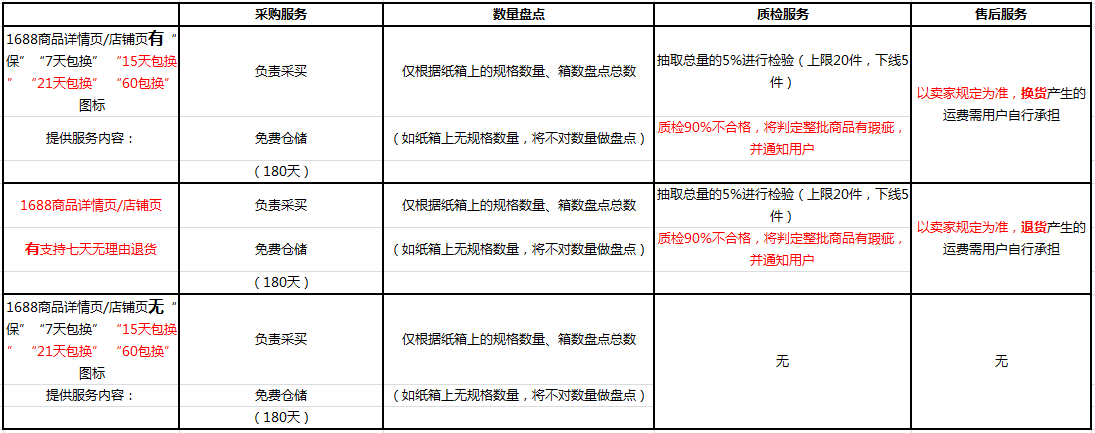 采购服务
数量盘点
质检服务
售后服务
1688商品详情页/店铺页有“
保”“7天包换”“15天包换
”“21天包换”“60包换”
图标
提供服务内容：
负责采买
免费仓储
（180天）
仅根据纸箱上的规格数量、箱数盘点总数
（如纸箱上无规格数量，将不对数量做盘点）
抽取总量的5%进行检验（上限20件，下线5
件）
质检90%不合格，将判定整批商品有瑕疵，
并通知用户
以卖家规定为准，换货产生的
运费需用户自行承担
1688商品详情页/店铺页
有支持七天无理由退货
负责采买
免费仓储
（180天）
仅根据纸箱上的规格数量、箱数盘点总数
（如纸箱上无规格数量，将不对数量做盘点）
抽取总量的5%进行检验（上限20件，下线5
件）
质检90%不合格，将判定整批商品有瑕疵，
并通知用户
以卖家规定为准，退货产生的
运费需用户自行承担
1688商品详情页/店铺页无“
保”“7天包换”“15天包换
”“21天包换”“60包换”
图标
提供服务内容：
负责采买
免费仓储
（180天）
仅根据纸箱上的规格数量、箱数盘点总数
（如纸箱上无规格数量，将不对数量做盘点）
无
无